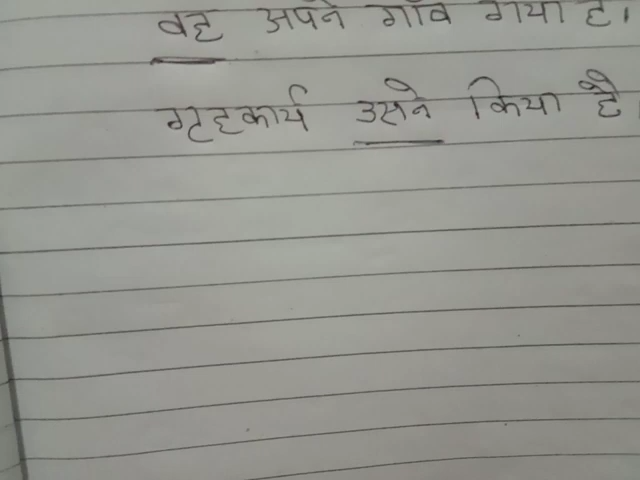 वह अपने गाँव गया है।
गृहकार्य उसने किया है।